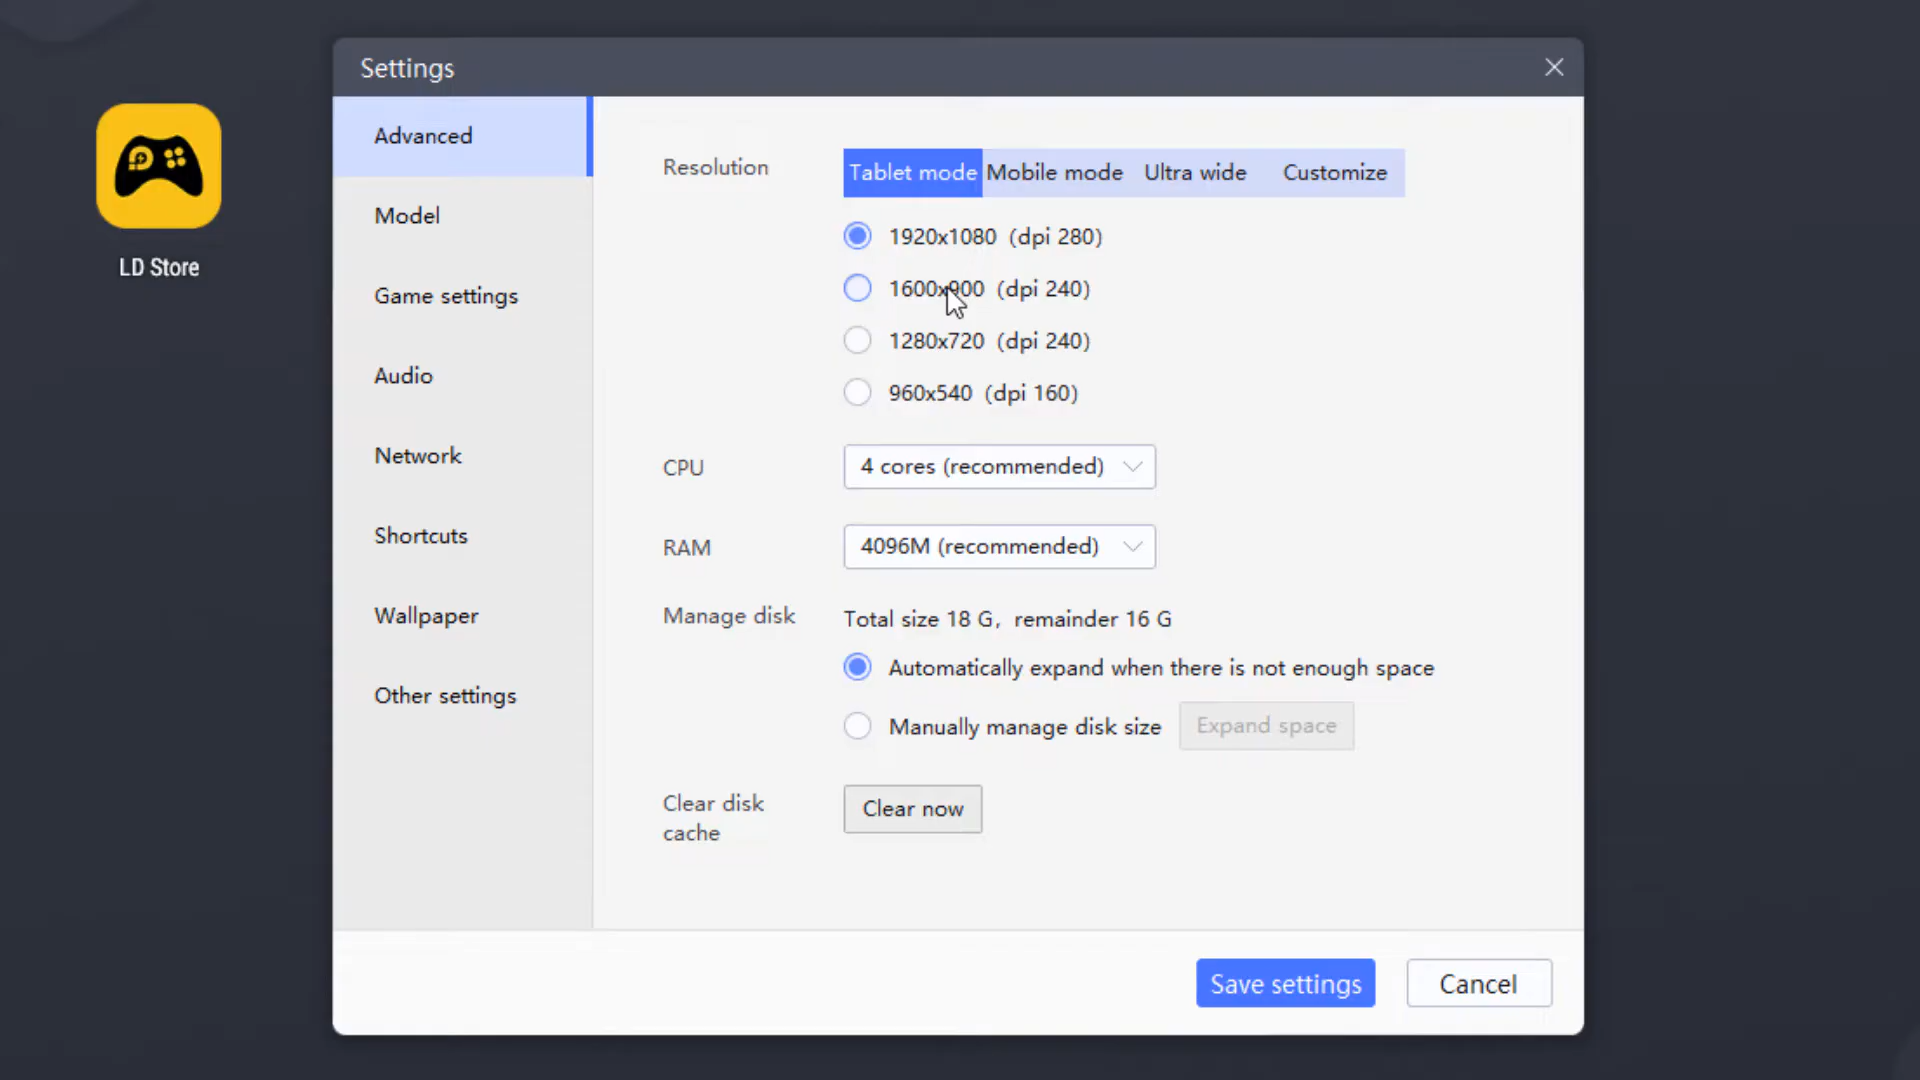 Settings
LD Store
Advanced
Model
Game settings
Audio
Network
Shortcuts
Wallpaper
Other settings
Resolution
Tablet mode
Mobile mode
Ultra wide
Customize
1920x1080 (dpi 280)
1600x900 (dpi 240)
1280x720 (dpi 240)
960x540 (dpi 160)
CPU
4 cores (recommended)
RAM
4096M (recommended)
Manage disk
Total size 18 G, remainder 16 G
Automatically expand when there is not enough space
Manually manage disk size
Expand space
Clear disk
cache
Clear now
Save settings
Cancel